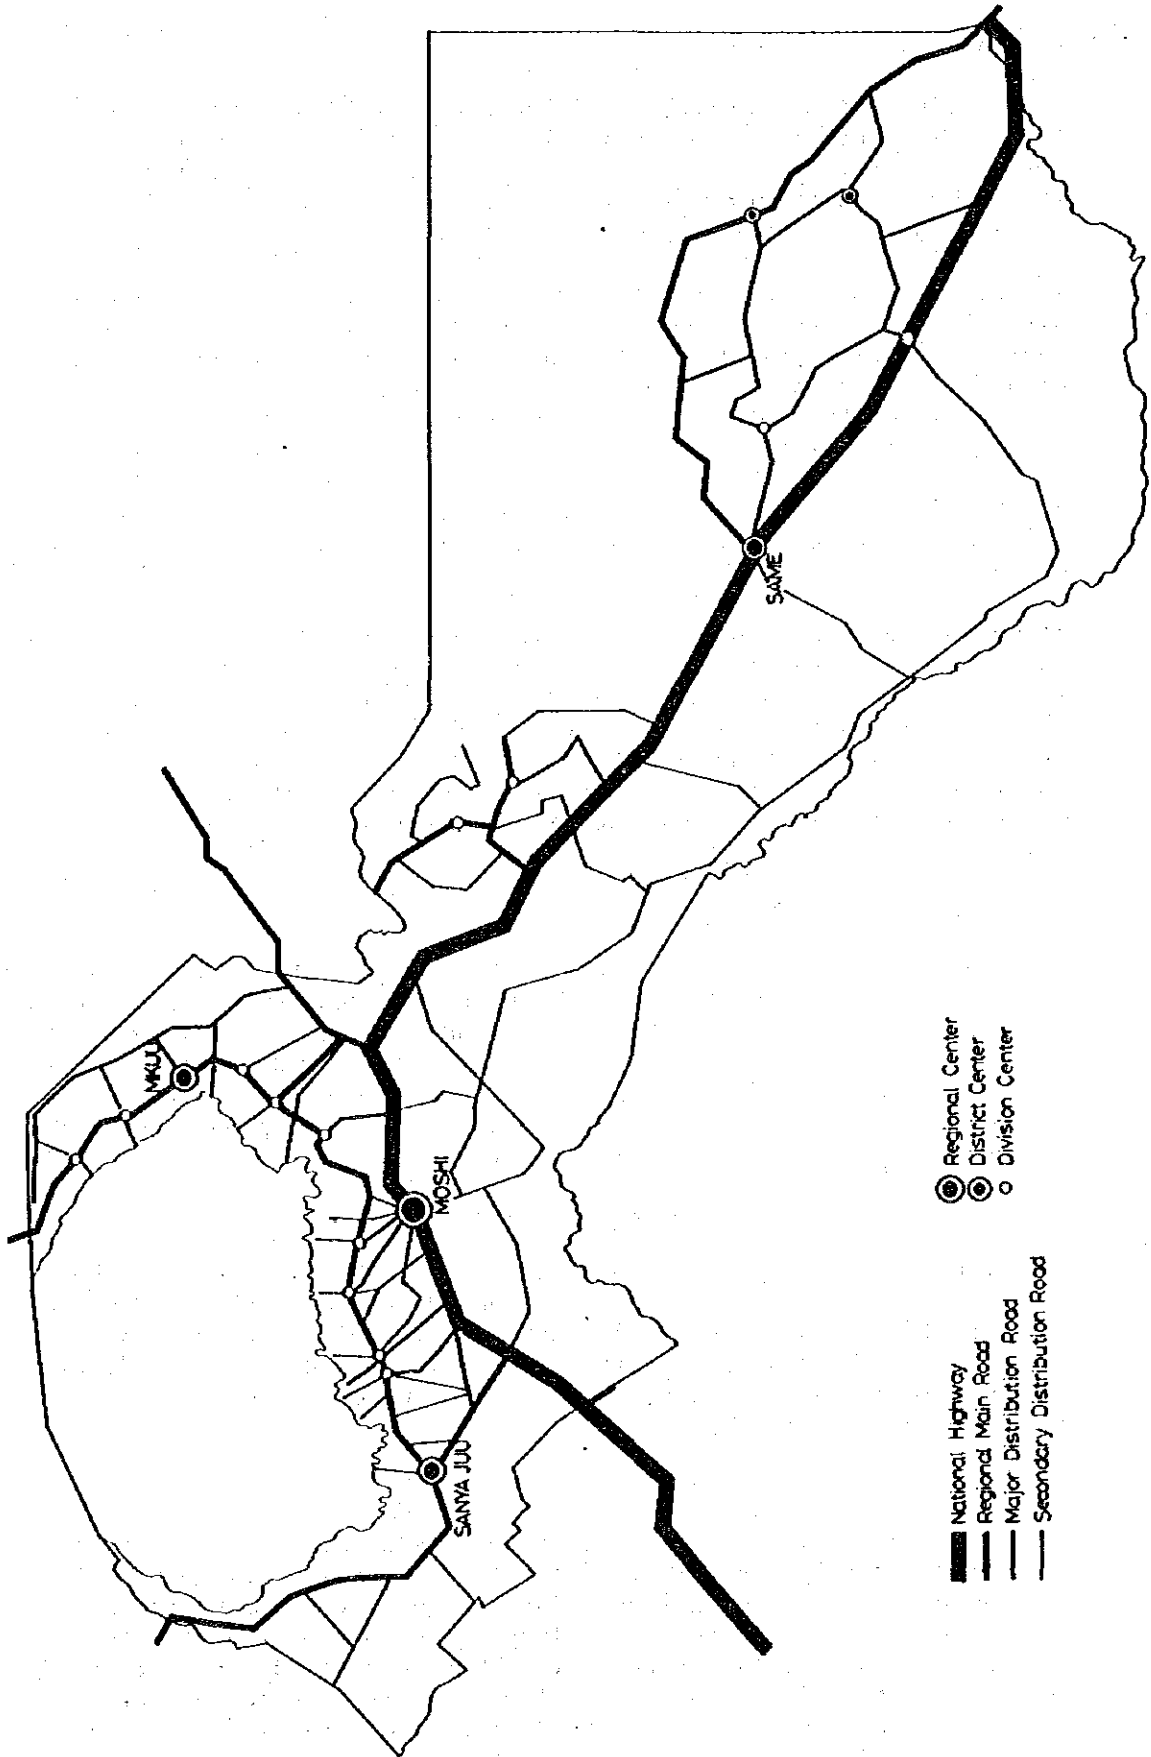 MKUU
SAME
MOSHI
SANYA JUU
National Highway
Regional Main Road
Major Distribution Road
Secondary Distribution Road
Regional Center
District Center
Division Center